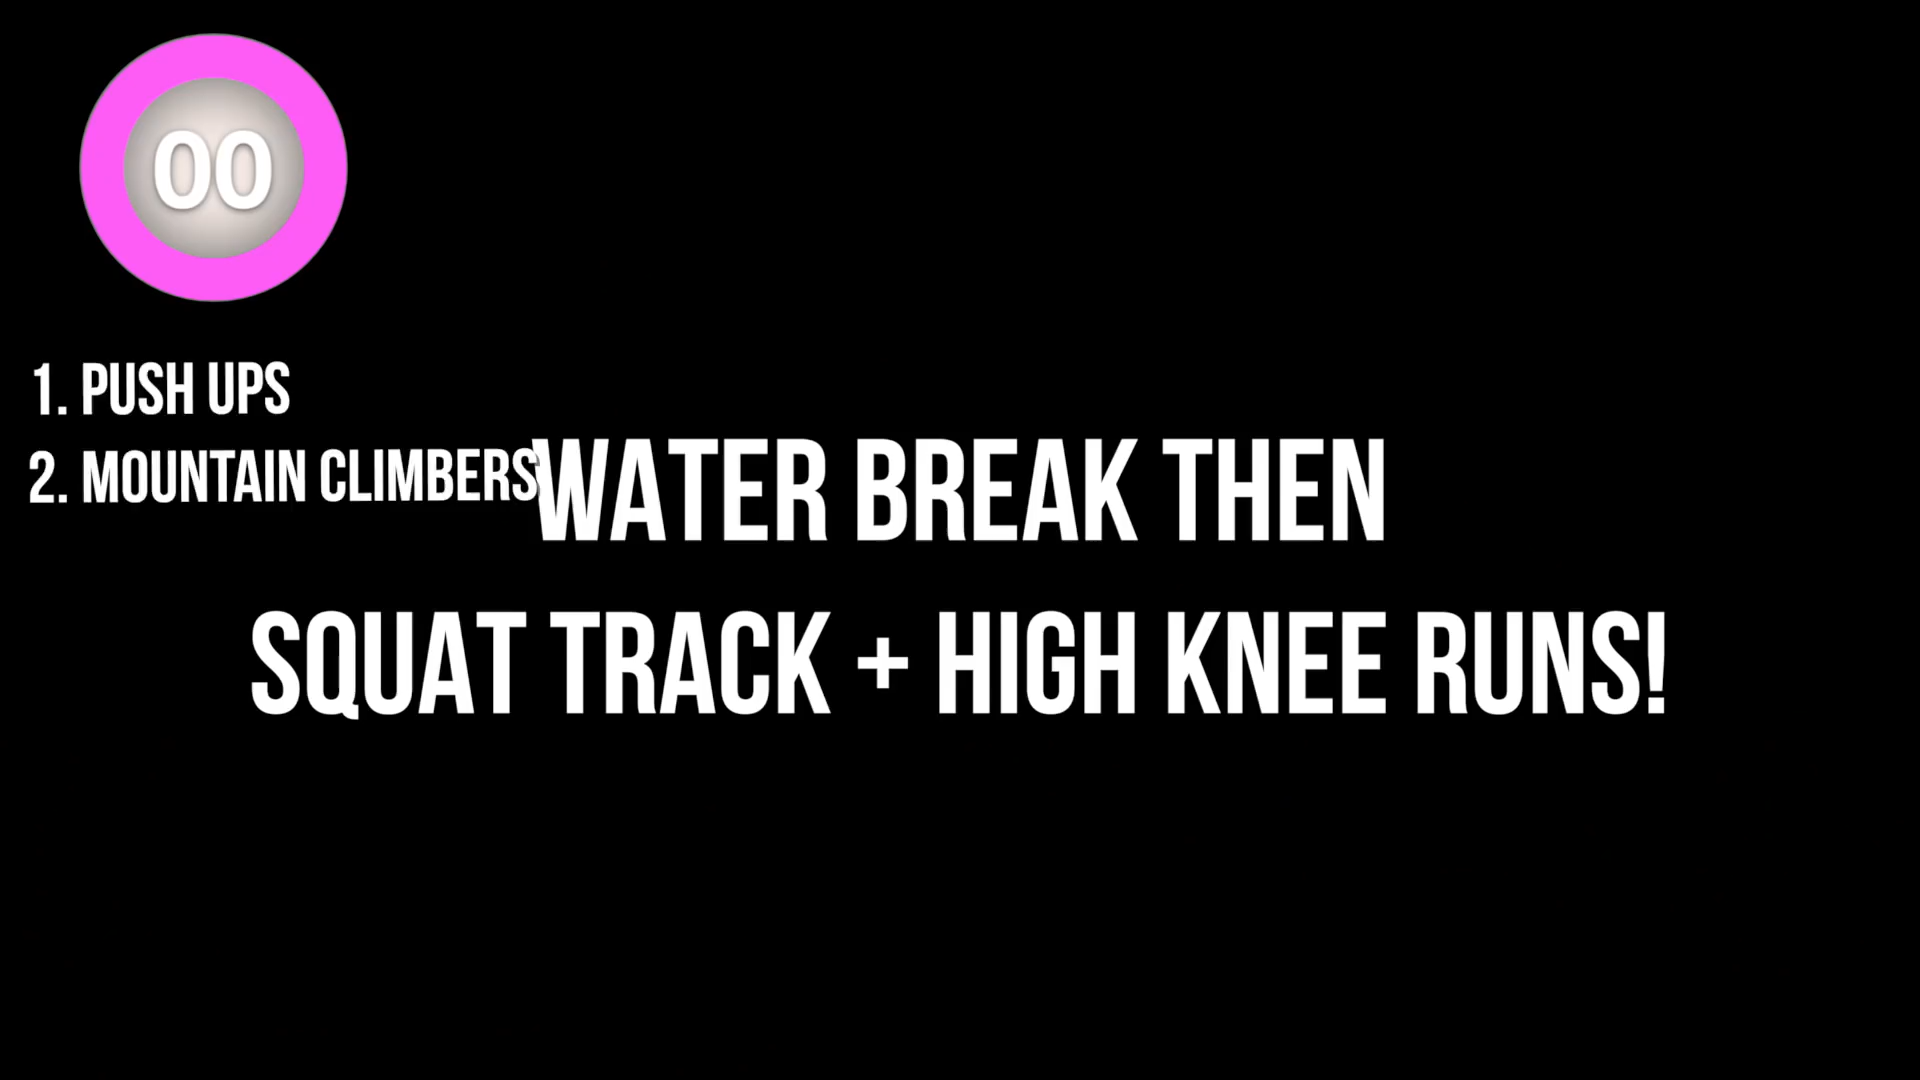 00
1. PUSH UPS
2. MOUNTAIN CLIMBERS
WATER BREAK THEN
SQUAT TRACK + HIGH KNEE RUNS!